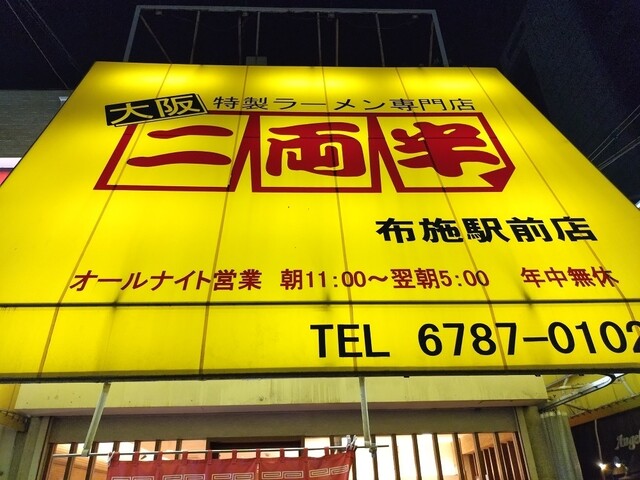 大阪 特製ラーメン専門店
二両半
布施駅前店
オールナイト営業 朝11:00～翌朝5:00 年中無休
TEL 6787-0102